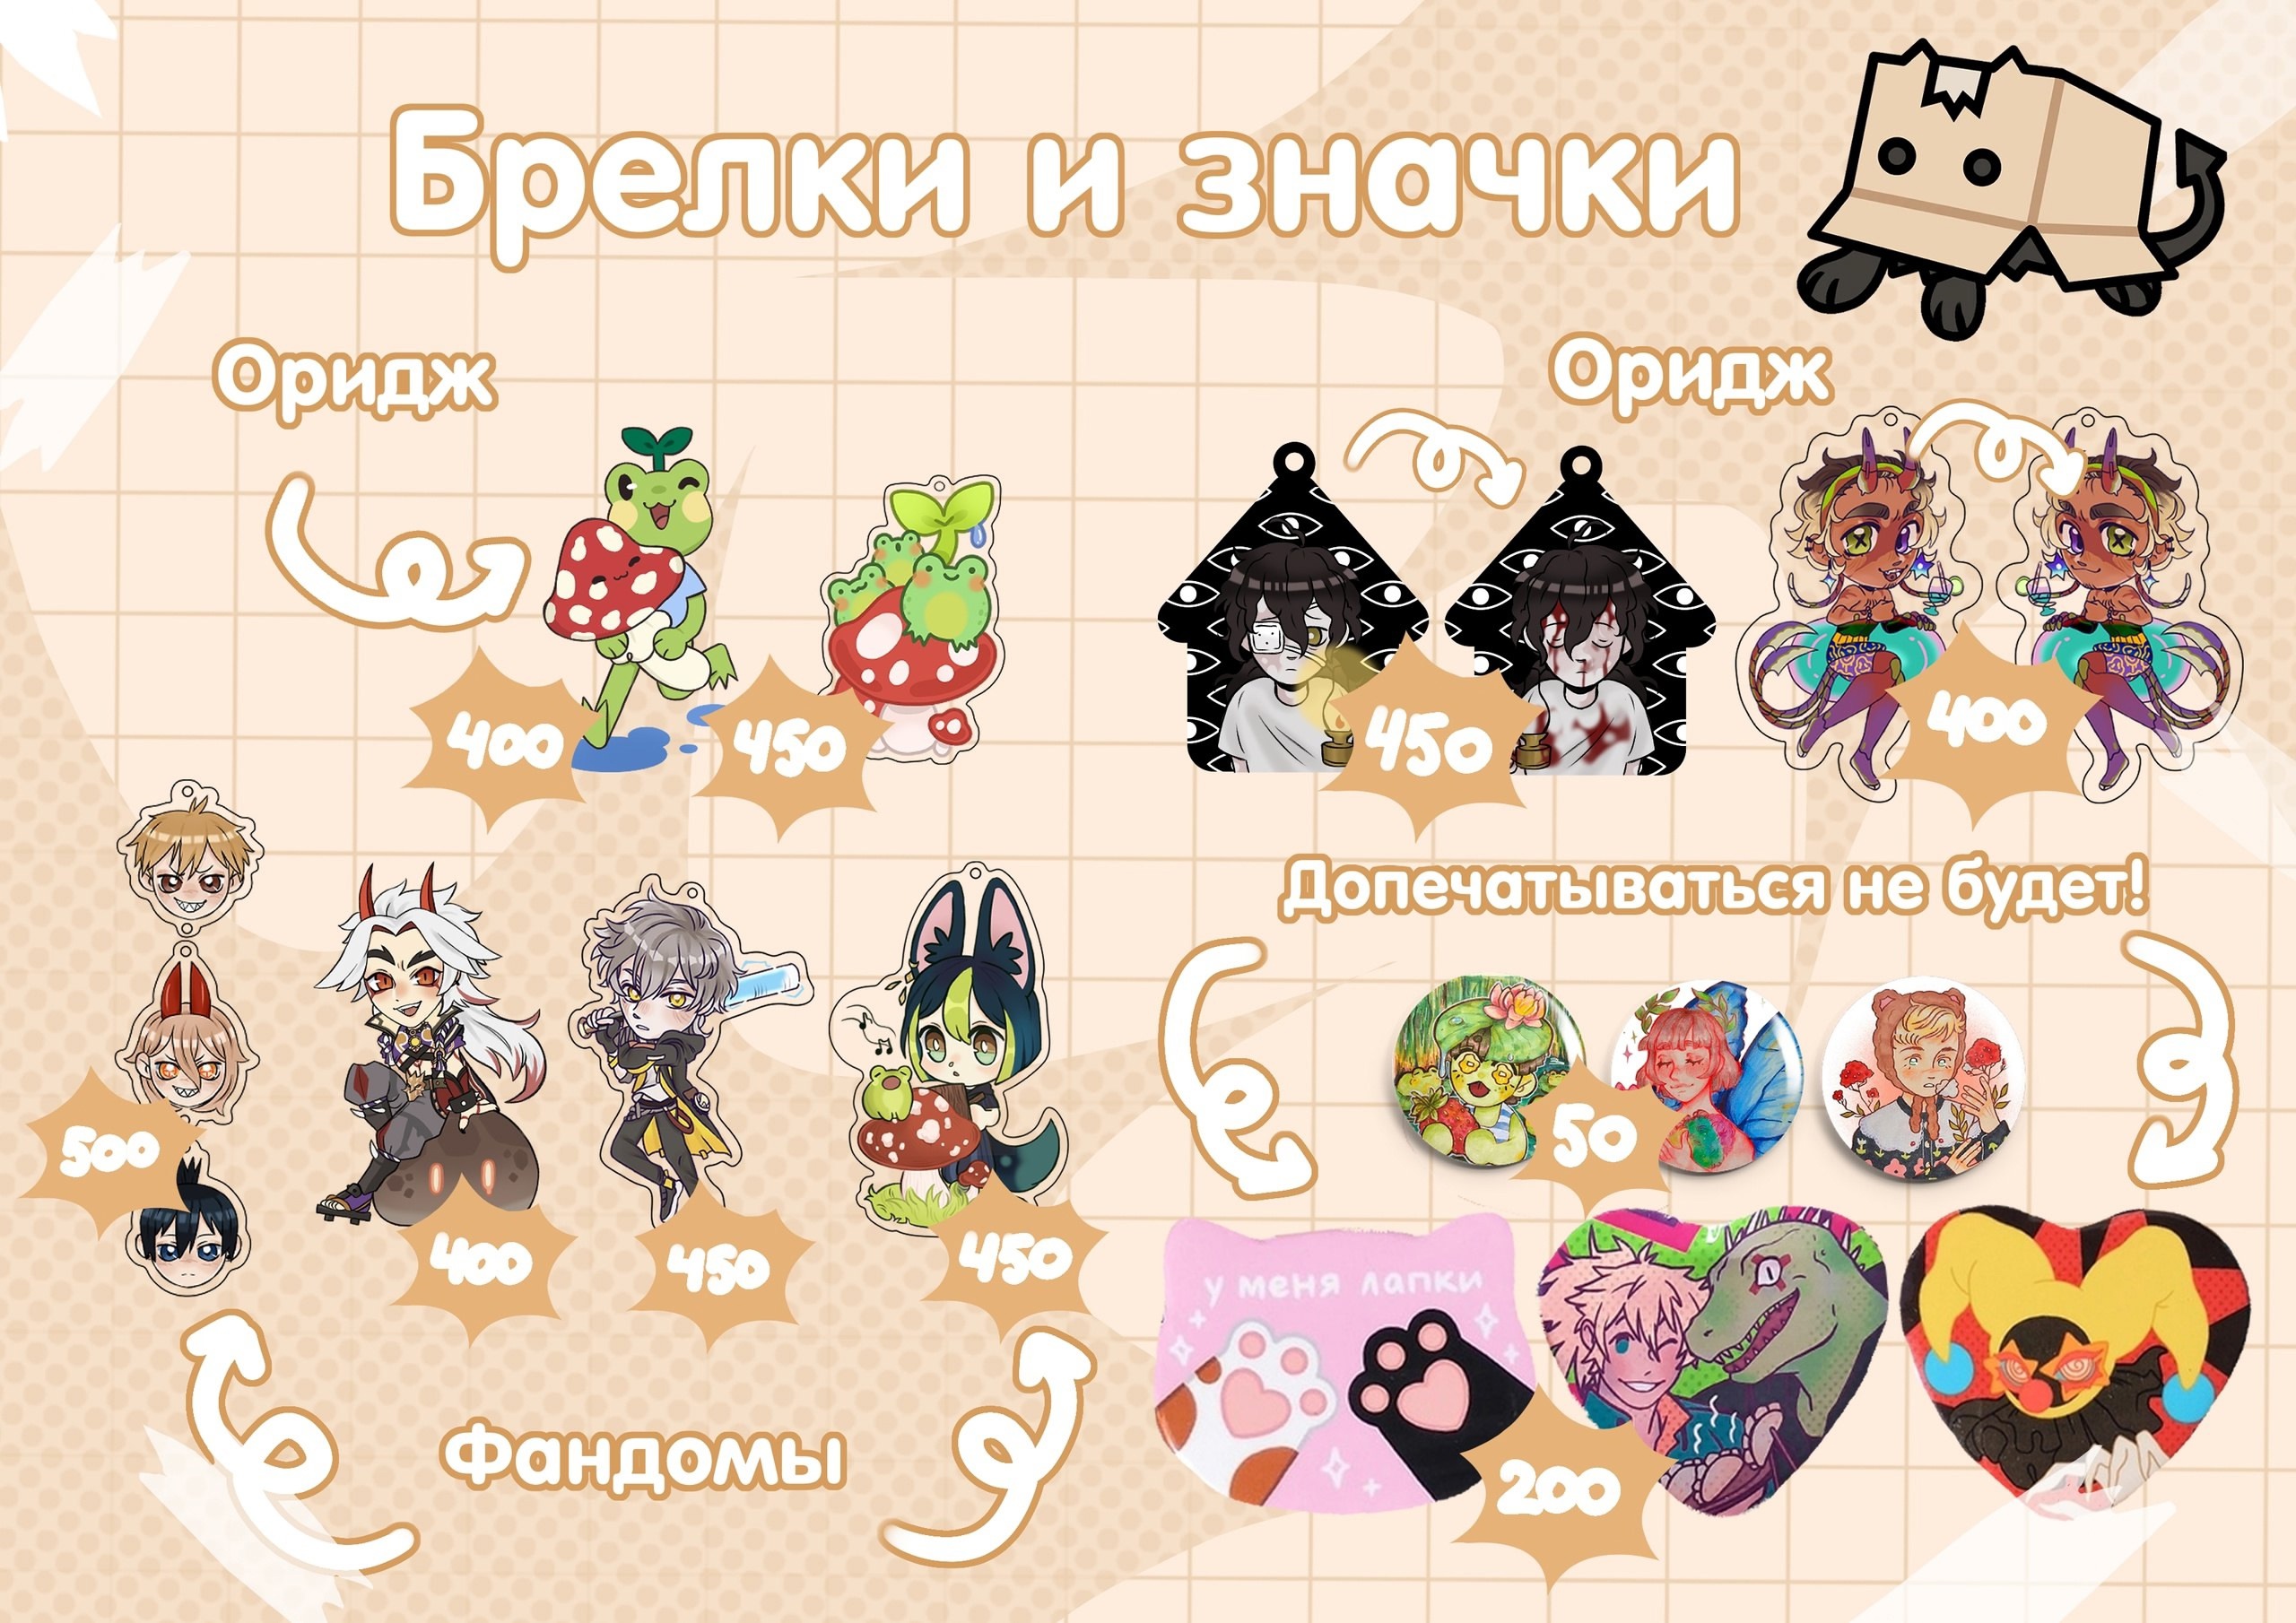 Брелки и значки
Оридж
Оридж
400
450
450
400
Допечатываться не будет!
500
400
450
450
50
у меня лапки
200
Фандомы